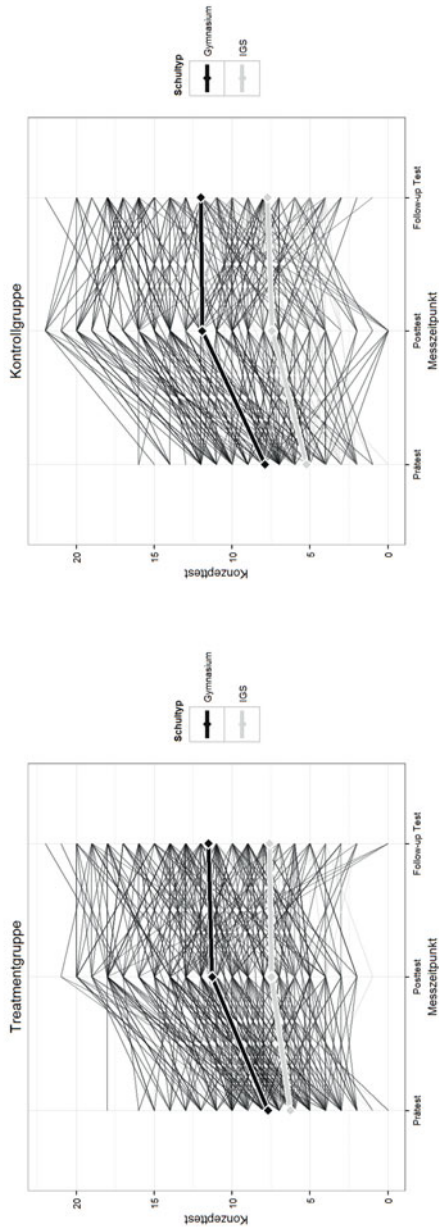 Treatmentgruppe
Konzepttest
20
15
10
5
0
Prätest
Posttest
Follow-up Test
Messzeitpunkt
Schultyp
Gymnasium
IGS
Kontrollgruppe
Konzepttest
20
15
10
5
0
Prätest
Posttest
Follow-up Test
Messzeitpunkt
Schultyp
Gymnasium
IGS